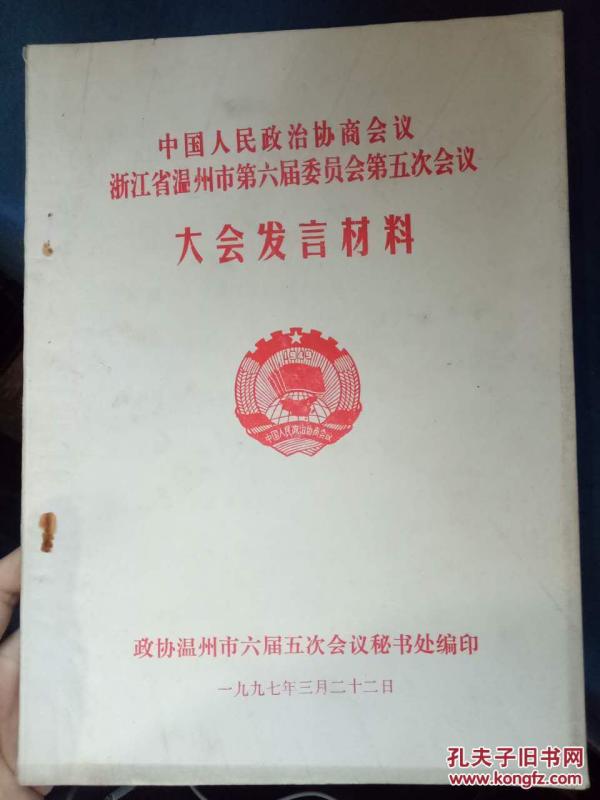 中国人民政治协商会议
浙江省温州市第六届委员会第五次会议
大会发言材料
1949
中国人民政治协商会议
政协温州市六届五次会议秘书处编印
一九九七年三月二十二日
孔夫子旧书网
www.kongfz.com